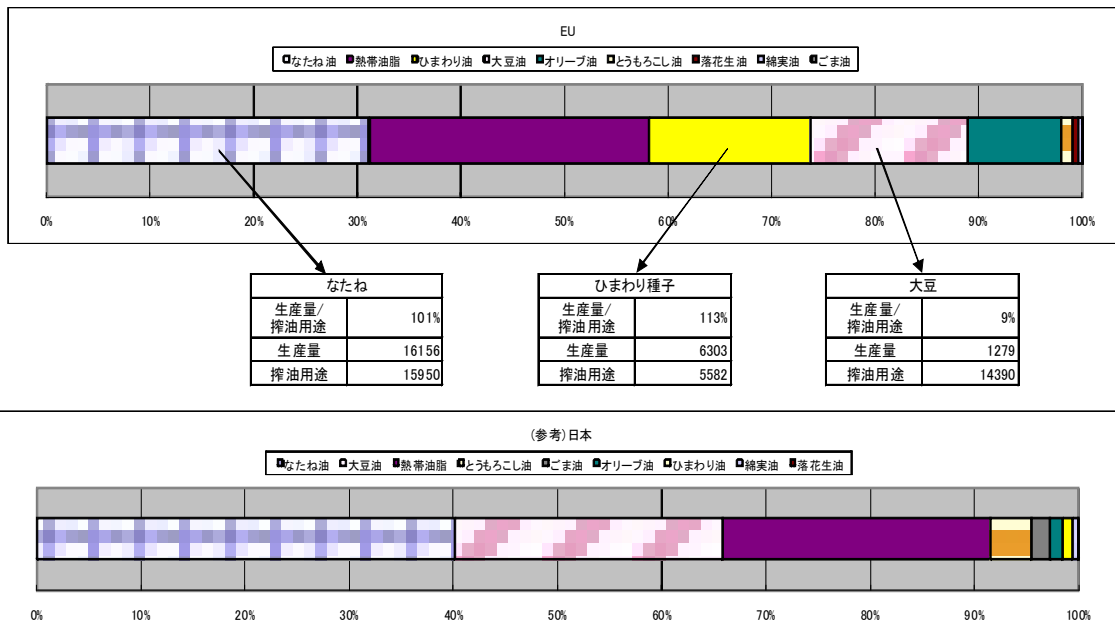 EU
なたね油 熱帯油脂 ひまわり油 大豆油 オリーブ油 とうもろこし油 落花生油 綿実油 ごま油
0% 10% 20% 30% 40% 50% 60% 70% 80% 90% 100%
なたね
生産量/
搾油用途 101%
生産量 16156
搾油用途 15950
ひまわり種子
生産量/
搾油用途 113%
生産量 6303
搾油用途 5582
大豆
生産量/
搾油用途 9%
生産量 1279
搾油用途 14390
(参考)日本
なたね油 大豆油 熱帯油脂 とうもろこし油 ごま油 オリーブ油 ひまわり油 綿実油 落花生油
0% 10% 20% 30% 40% 50% 60% 70% 80% 90% 100%